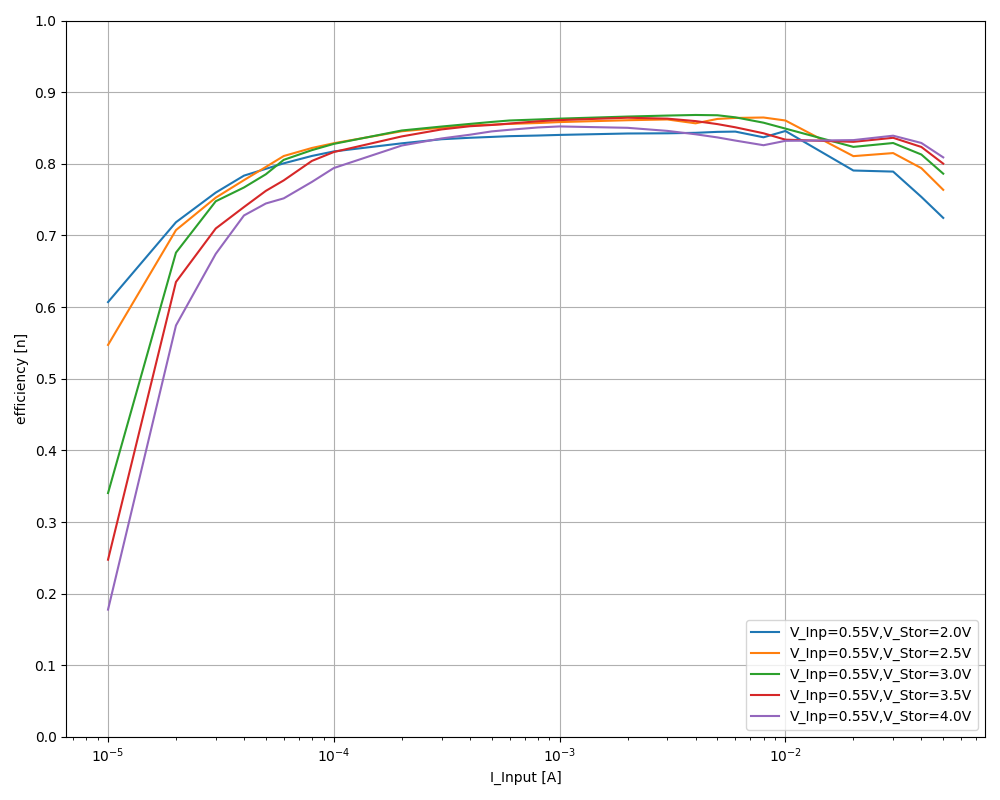 efficiency [n]
1.0
0.9
0.8
0.7
0.6
0.5
0.4
0.3
0.2
0.1
0.0
10⁻⁵ 10⁻⁴ 10⁻³ 10⁻²
I_Input [A]
V_Inp=0.55V,V_Stor=2.0V
V_Inp=0.55V,V_Stor=2.5V
V_Inp=0.55V,V_Stor=3.0V
V_Inp=0.55V,V_Stor=3.5V
V_Inp=0.55V,V_Stor=4.0V